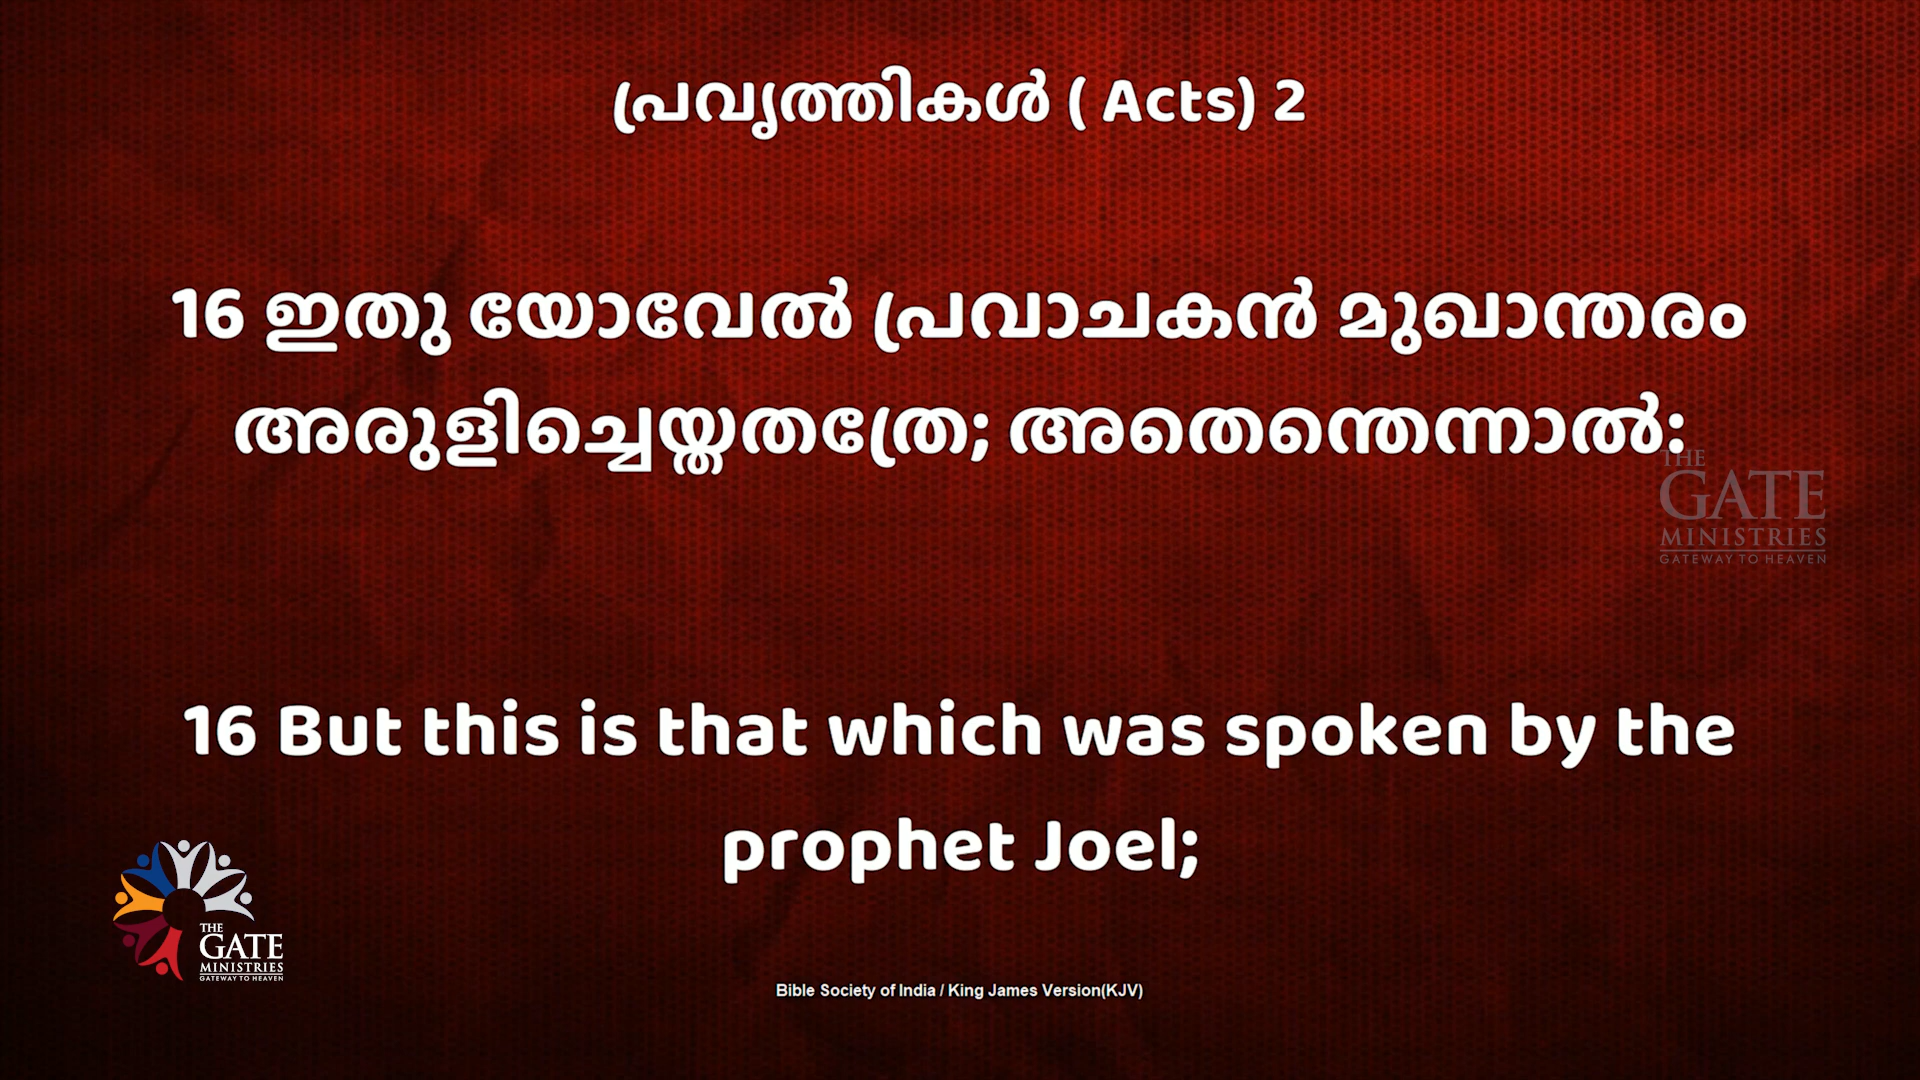 പ്രവൃത്തികൾ ( Acts) 2
16 ഇതു യോവേൽ പ്രവാചകൻ മുഖാന്തരം
അരുളിച്ചെയ്തതത്രേ; അതെന്തെന്നാൽ:
THE
GATE
MINISTRIES
GATEWAY TO HEAVEN
16 But this is that which was spoken by the
prophet Joel;
THE
GATE
MINISTRIES
GATEWAY TO HEAVEN
Bible Society of India / King James Version(KJV)